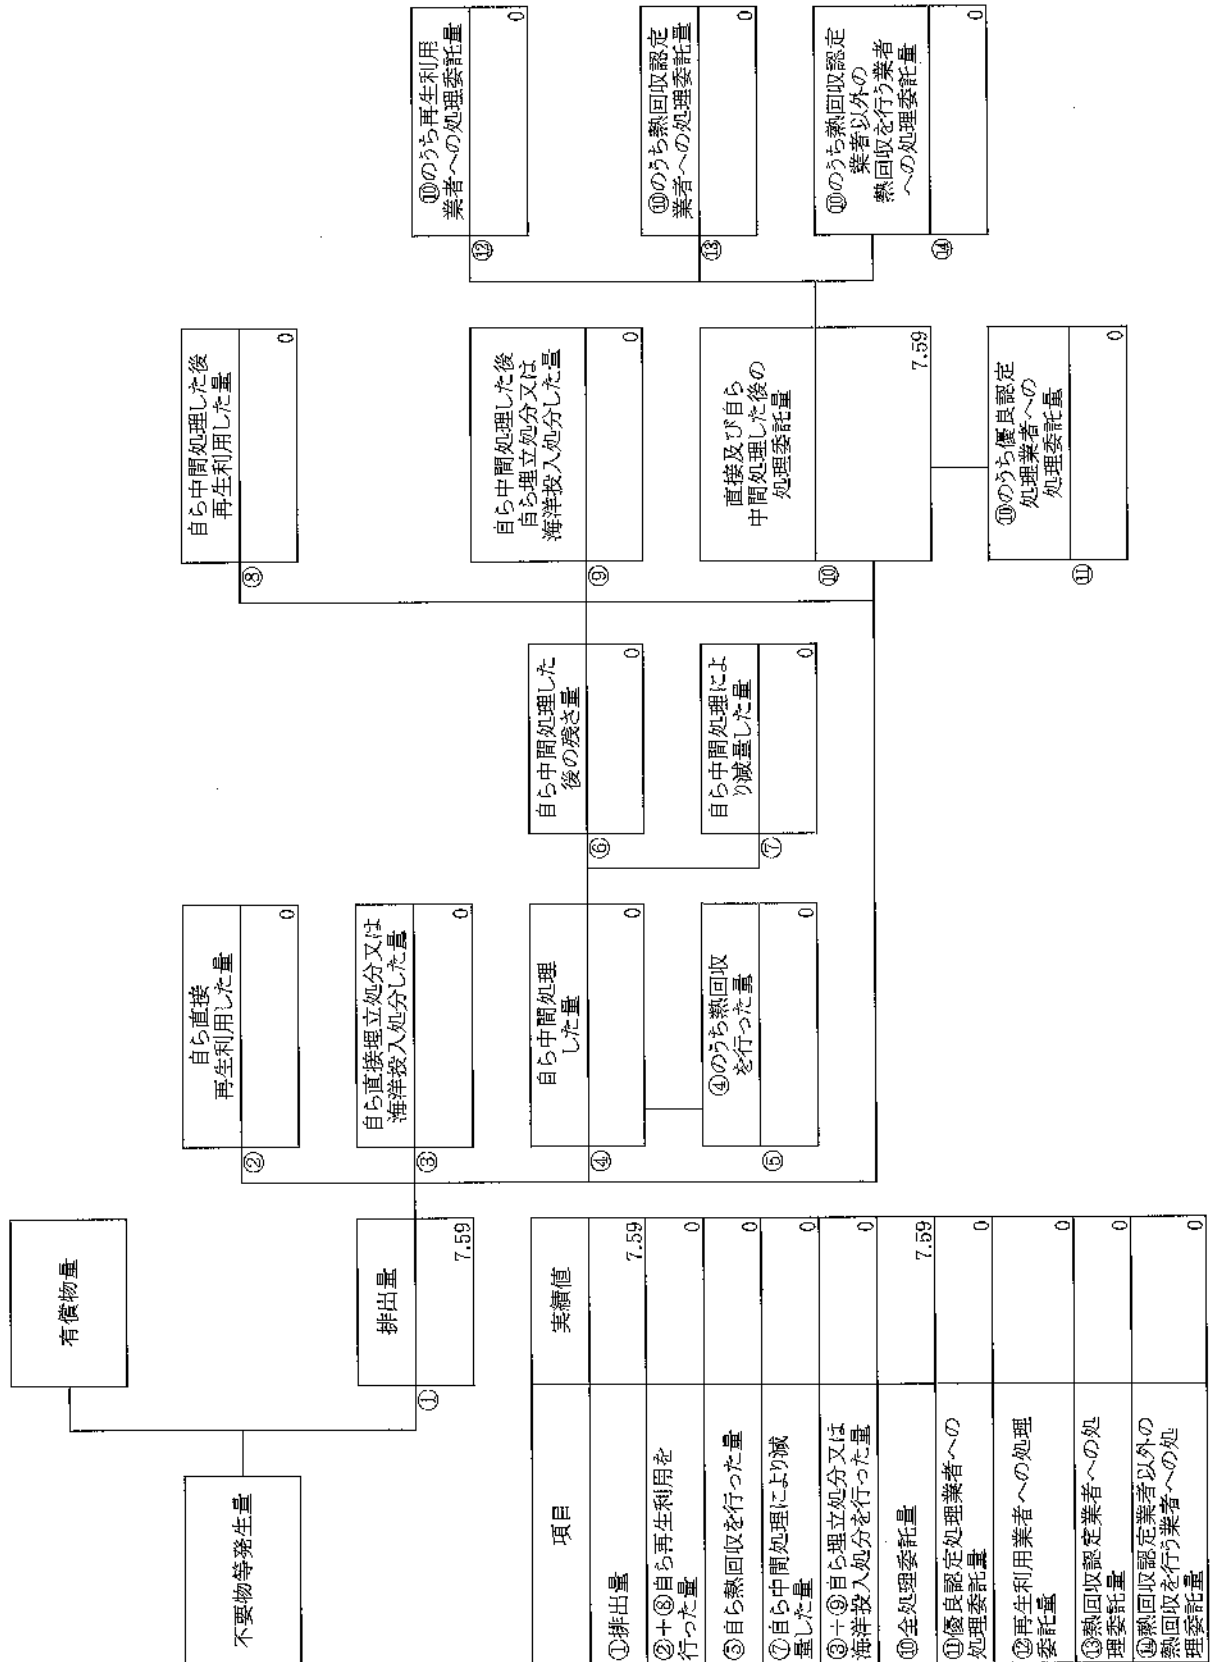 不要物等発生量
有償物量
排出量
①
7.59
②
自ら直接
再生利用した量
0
③
自ら直接埋立処分又は
海洋投入処分した量
0
④
自ら中間処理
した量
0
⑤
④のうち熱回収
を行った量
0
⑥
自ら中間処理した
後の残さ量
0
⑦
自ら中間処理によ
り減量した量
0
⑧
自ら中間処理した後
再生利用した量
0
⑨
自ら中間処理した後
自ら埋立処分又は
海洋投入処分した量
0
⑩
直接及び自ら
中間処理した後の
処理委託量
7.59
⑪
⑩のうち優良認定
処理業者への
処理委託量
0
⑫
⑩のうち再生利用
業者への処理委託量
0
⑬
⑩のうち熱回収認定
業者への処理委託量
0
⑭
⑩のうち熱回収認定
業者以外の
熱回収を行う業者
への処理委託量
0
項目 実績値
①排出量 7.59
②+⑧自ら再生利用を
行った量 0
⑤自ら熱回収を行った量 0
⑦自ら中間処理により減
量した量 0
③+⑨自ら埋立処分又は
海洋投入処分を行った量 0
⑩全処理委託量 7.59
⑪優良認定処理業者への
処理委託量 0
⑫再生利用業者への処理
委託量 0
⑬熱回収認定業者への処
理委託量 0
⑭熱回収認定業者以外の
熱回収を行う業者への処
理委託量 0